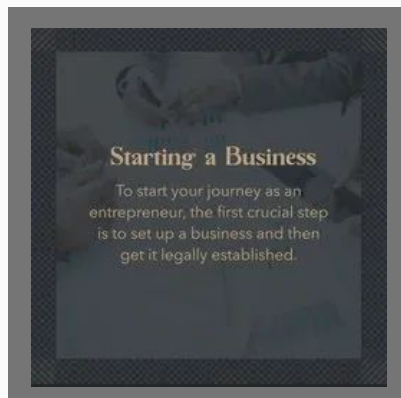 Starting a Business
To start your journey as an
entrepreneur, the first crucial step
is to set up a business and then
get it legally established.